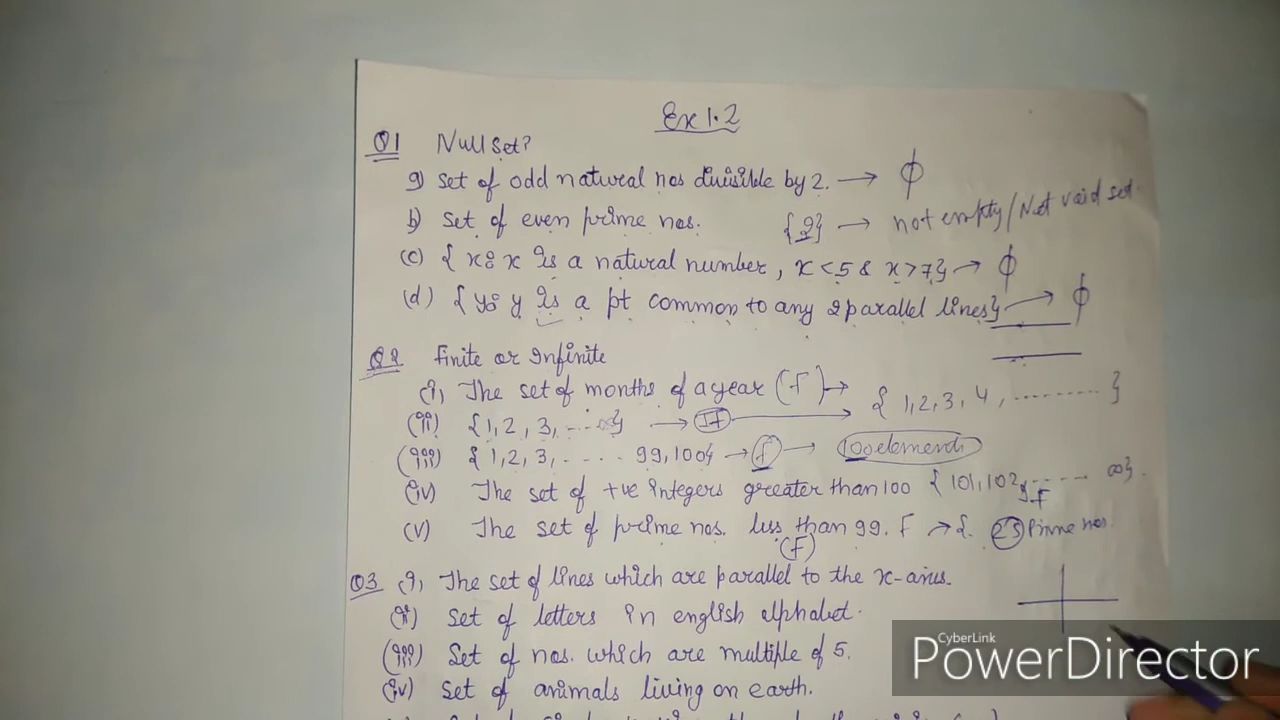 Ex 1.2
Q1 Null Set?
a) Set of odd natural nos divisible by 2. → ϕ
b) Set of even prime nos. {2} → not empty/Not void set.
(c) {x: x is a natural number, x < 5 & x > 7} → ϕ
(d) {y: y is a pt common to any 2 parallel lines} → ϕ
Q2 Finite or Infinite
(i) The set of months of a year (f) → {1, 2, 3, 4, ......... }
(ii) {1, 2, 3, .... ∞} → If →
(iii) {1, 2, 3, ..... 99, 100} → f → 100 elements
(iv) The set of +ve integers greater than 100 {101, 102, ...... ∞}. If
(v) The set of prime nos. less than 99. F → {. 25 Prime nos.
(F)
Q3 (i) The set of lines which are parallel to the x-axis.
(ii) Set of letters in english alphabet.
(iii) Set of nos. which are multiple of 5.
(iv) Set of animals living on earth.
CyberLink
PowerDirector